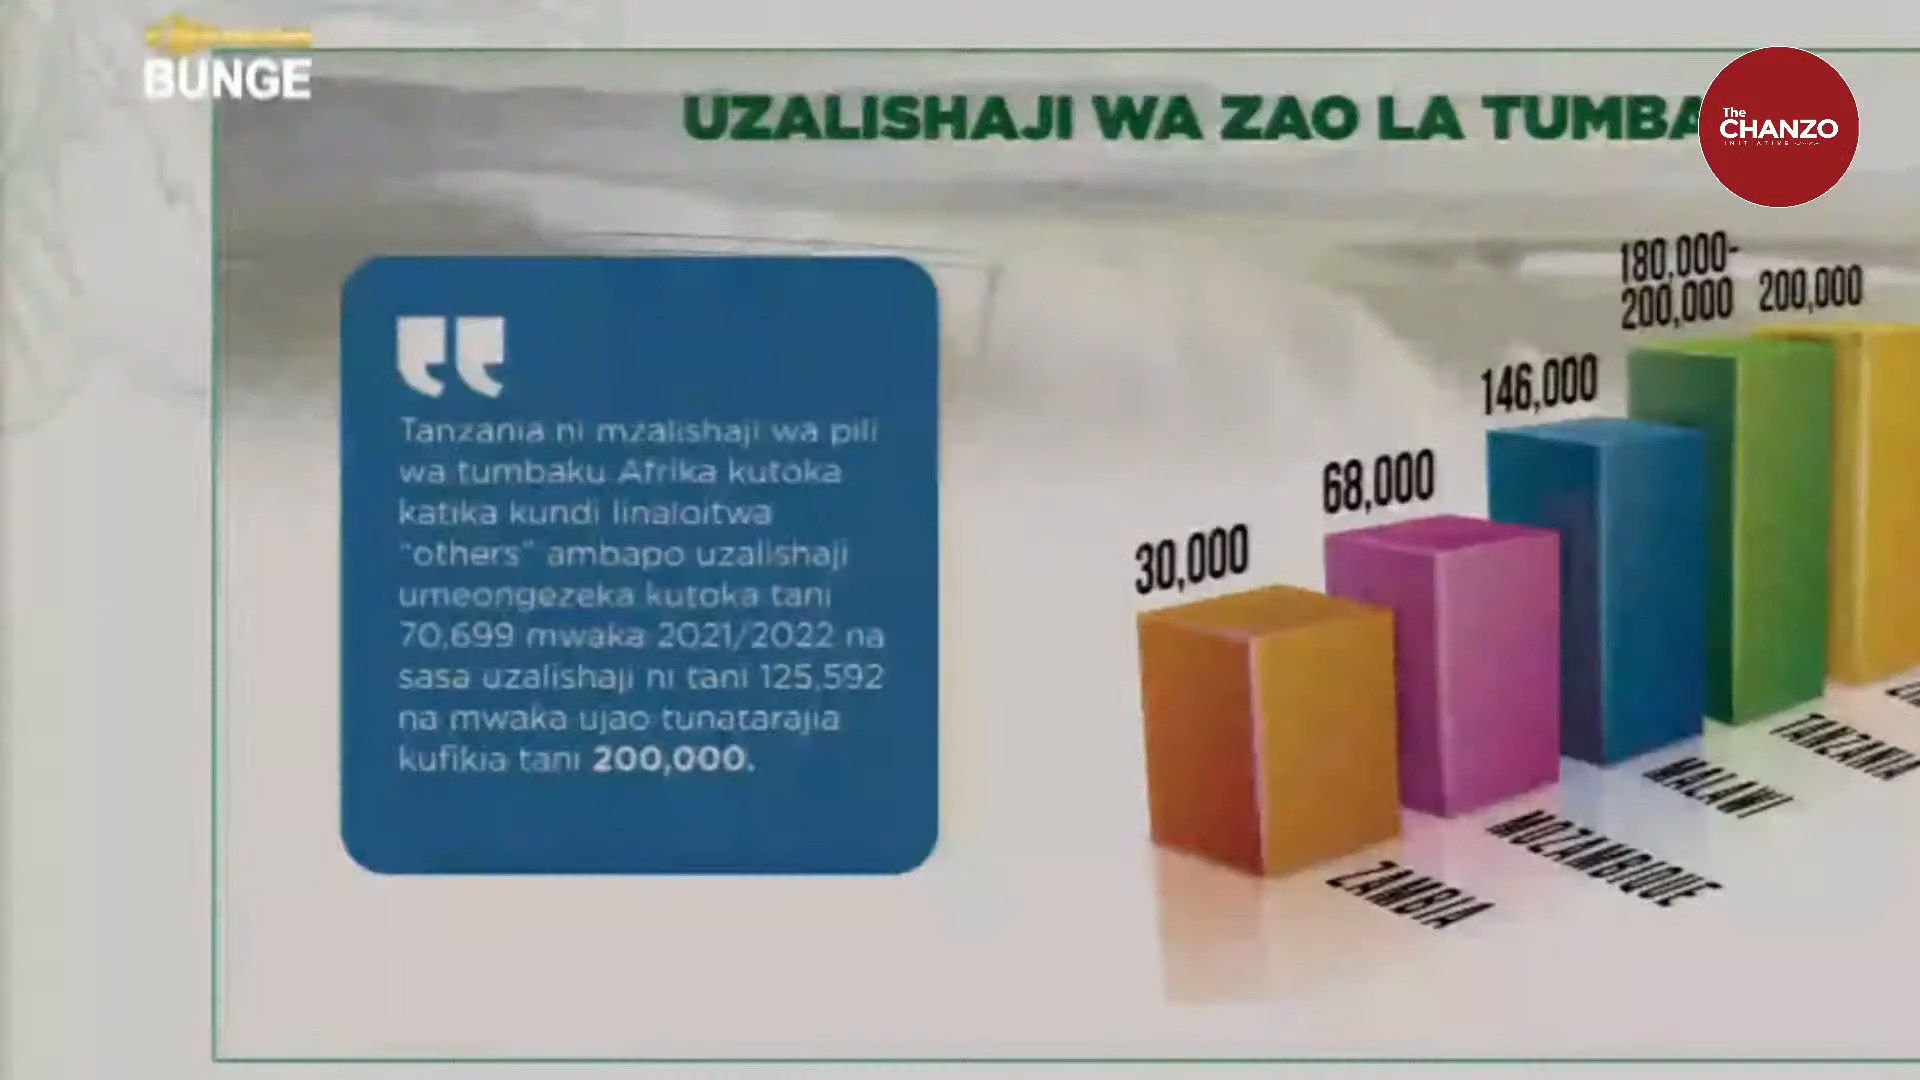 BUNGE
UZALISHAJI WA ZAO LA TUMBA
The
CHANZO
INITIATIVE
Tanzania ni mzalishaji wa pili
wa tumbaku Afrika kutoka
katika kundi linaloitwa
"others" ambapo uzalishaji
umeongezeka kutoka tani
70,699 mwaka 2021/2022 na
sasa uzalishaji ni tani 125,592
na mwaka ujao tunatarajia
kufikia tani 200,000.
30,000
68,000
146,000
180,000-
200,000
200,000
ZAMBIA
MOZAMBIQUE
MALAWI
TANZANIA